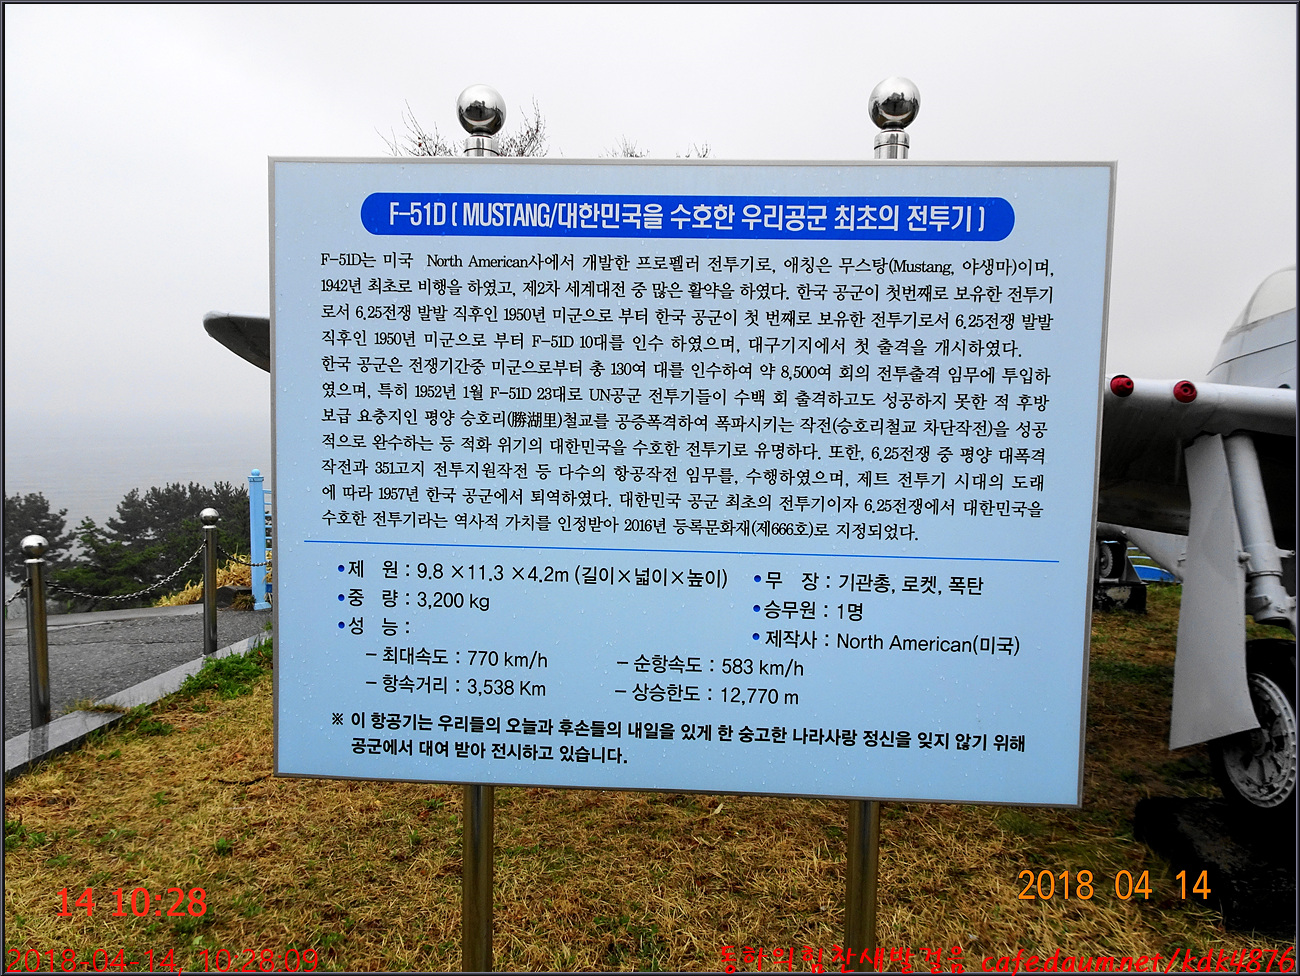 F-51D ( MUSTANG/대한민국을 수호한 우리공군 최초의 전투기 )
F-51D는 미국 North American사에서 개발한 프로펠러 전투기로, 애칭은 무스탕(Mustang, 야생마)이며,
1942년 최초로 비행을 하였고, 제2차 세계대전 중 많은 활약을 하였다. 한국 공군이 첫번째로 보유한 전투기
로서 6.25전쟁 발발 직후인 1950년 미군으로 부터 한국 공군이 첫 번째로 보유한 전투기로서 6.25전쟁 발발
직후인 1950년 미군으로 부터 F-51D 10대를 인수 하였으며, 대구기지에서 첫 출격을 개시하였다.
한국 공군은 전쟁기간중 미군으로부터 총 130여 대를 인수하여 약 8,500여 회의 전투출격 임무에 투입하
였으며, 특히 1952년 1월 F-51D 23대로 UN공군 전투기들이 수백 회 출격하고도 성공하지 못한 적 후방
보급 요충지인 평양 승호리(勝湖里)철교를 공중폭격하여 폭파시키는 작전(승호리철교 차단작전)을 성공
적으로 완수하는 등 적화 위기의 대한민국을 수호한 전투기로 유명하다. 또한, 6.25전쟁 중 평양 대폭격
작전과 351고지 전투지원작전 등 다수의 항공작전 임무를, 수행하였으며, 제트 전투기 시대의 도래
에 따라 1957년 한국 공군에서 퇴역하였다. 대한민국 공군 최초의 전투기이자 6.25전쟁에서 대한민국을
수호한 전투기라는 역사적 가치를 인정받아 2016년 등록문화재(제666호)로 지정되었다.
•제 원 : 9.8 ×11.3 ×4.2m (길이×넓이×높이)
•중 량 : 3,200 kg
•성 능 :
– 최대속도 : 770 km/h – 순항속도 : 583 km/h
– 항속거리 : 3,538 Km – 상승한도 : 12,770 m
•무 장 : 기관총, 로켓, 폭탄
•승무원 : 1명
•제작사 : North American(미국)
※ 이 항공기는 우리들의 오늘과 후손들의 내일을 있게 한 숭고한 나라사랑 정신을 잊지 않기 위해
공군에서 대여 받아 전시하고 있습니다.
14 10:28
2018 04 14
2018-04-14, 10:28:09
동하의힘찬새발걸음 cafedaum.net/kdk4876